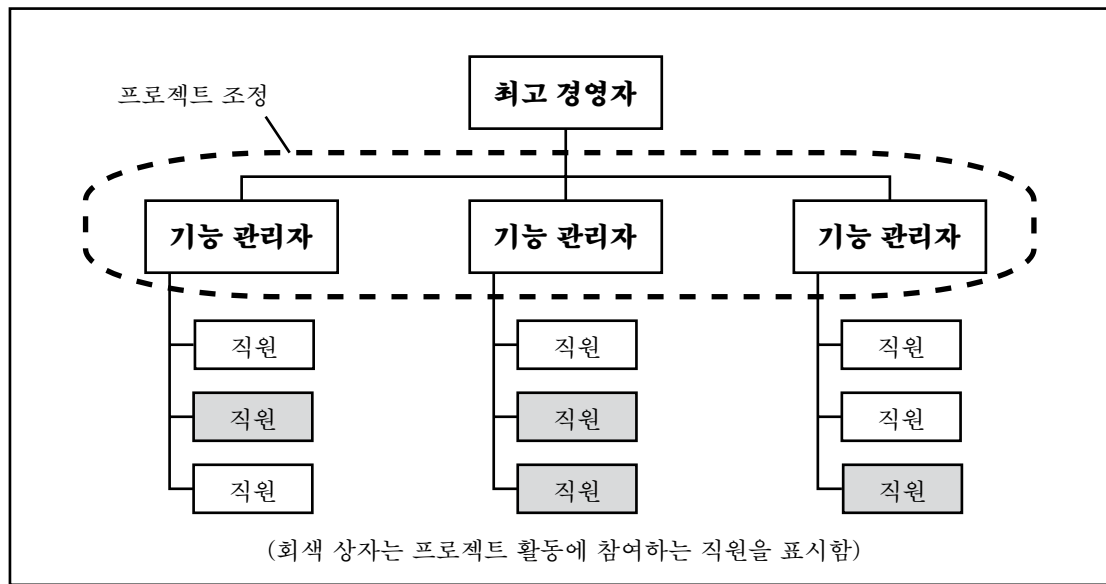 최고 경영자
프로젝트 조정
기능 관리자
기능 관리자
기능 관리자
직원
직원
직원
직원
직원
직원
직원
직원
직원
(회색 상자는 프로젝트 활동에 참여하는 직원을 표시함)